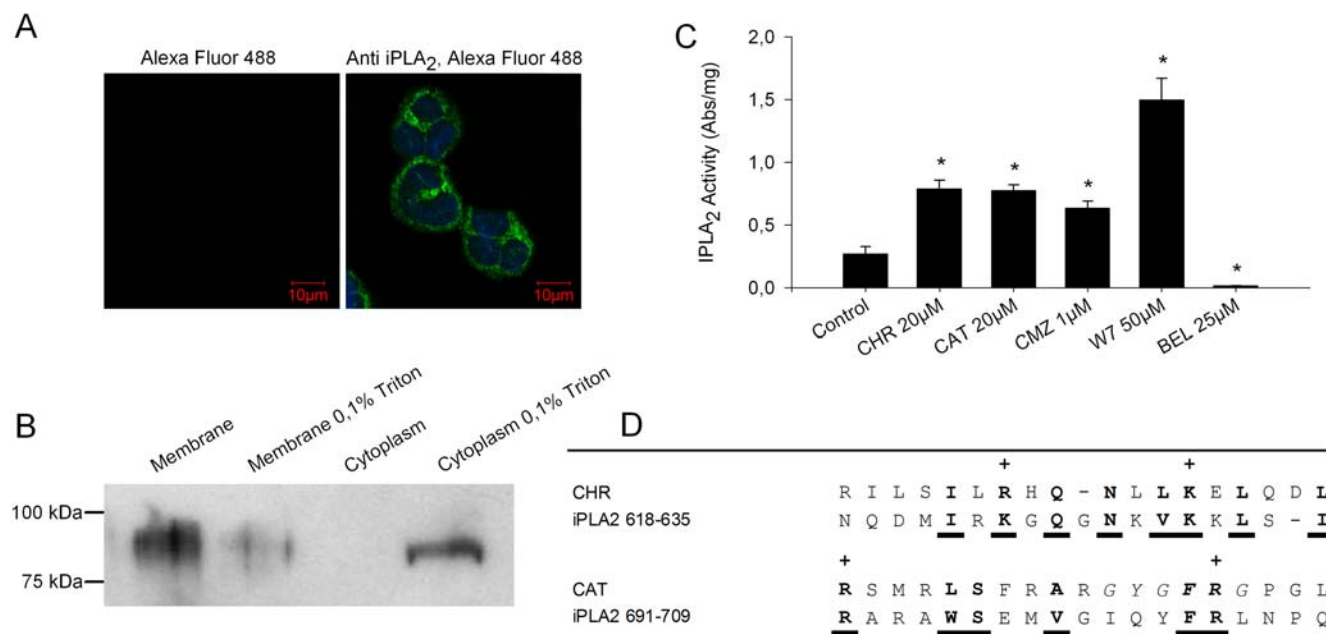 A
Alexa Fluor 488
Anti iPLA₂, Alexa Fluor 488
10µm
10µm
B
Membrane
Membrane 0,1% Triton
Cytoplasm
Cytoplasm 0,1% Triton
100 kDa
75 kDa
C
IPLA₂ Activity (Abs/mg)
2,0
1,5
1,0
0,5
0,0
* * * * *
Control
CHR 20µM
CAT 20µM
CMZ 1µM
W7 50µM
BEL 25µM
D
+ +
CHR R I L S I L R H Q - N L L K E L Q D L
iPLA2 618-635 N Q D M I R K G Q G N K V K K L S - I
+ +
CAT R S M R L S F R A R G Y G F R G P G L
iPLA2 691-709 R A R A W S E M V G I Q Y F R L N P Q